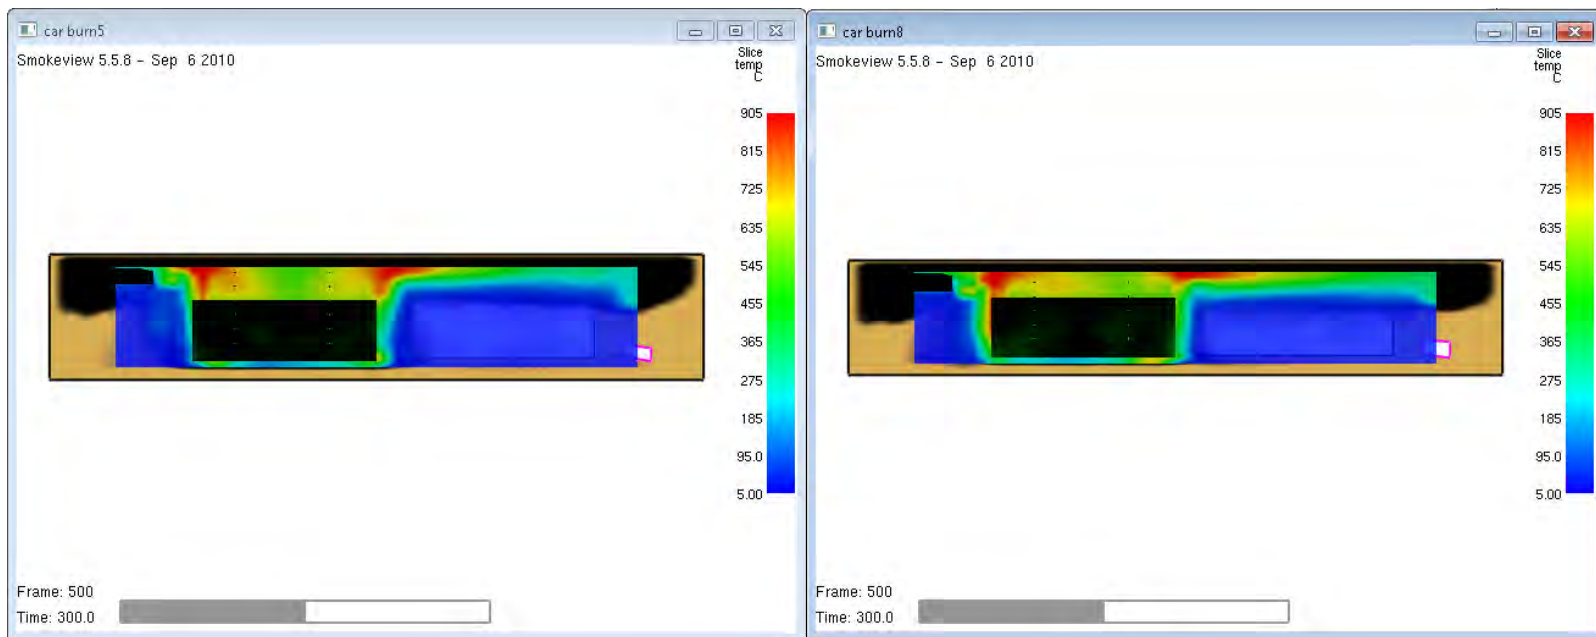 car burn5
Smokeview 5.5.8 - Sep 6 2010
Slice
temp
C
905
815
725
635
545
455
365
275
185
95.0
5.00
Frame: 500
Time: 300.0
car burn8
Smokeview 5.5.8 - Sep 6 2010
Slice
temp
C
905
815
725
635
545
455
365
275
185
95.0
5.00
Frame: 500
Time: 300.0